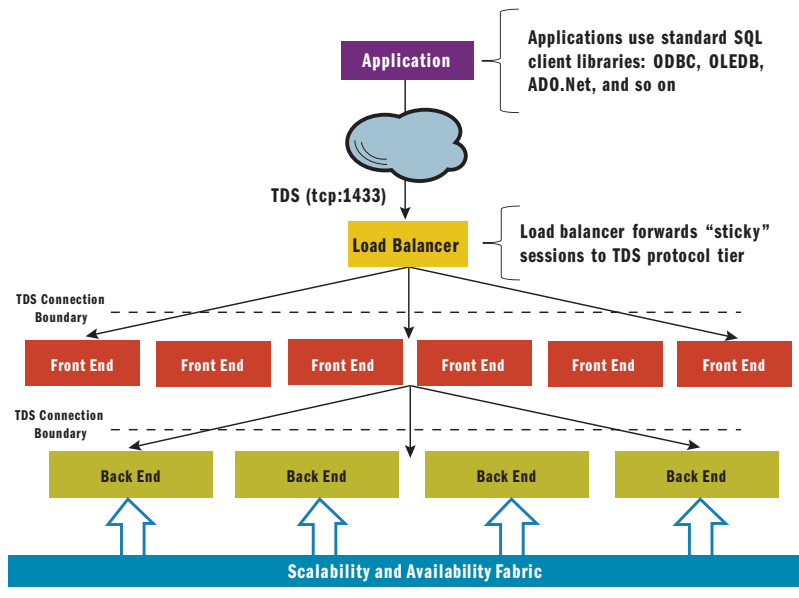 Application
Applications use standard SQL
client libraries: ODBC, OLEDB,
ADO.Net, and so on
TDS (tcp:1433)
Load Balancer
Load balancer forwards “sticky”
sessions to TDS protocol tier
TDS Connection
Boundary
Front End
Front End
Front End
Front End
Front End
Front End
TDS Connection
Boundary
Back End
Back End
Back End
Back End
Scalability and Availability Fabric